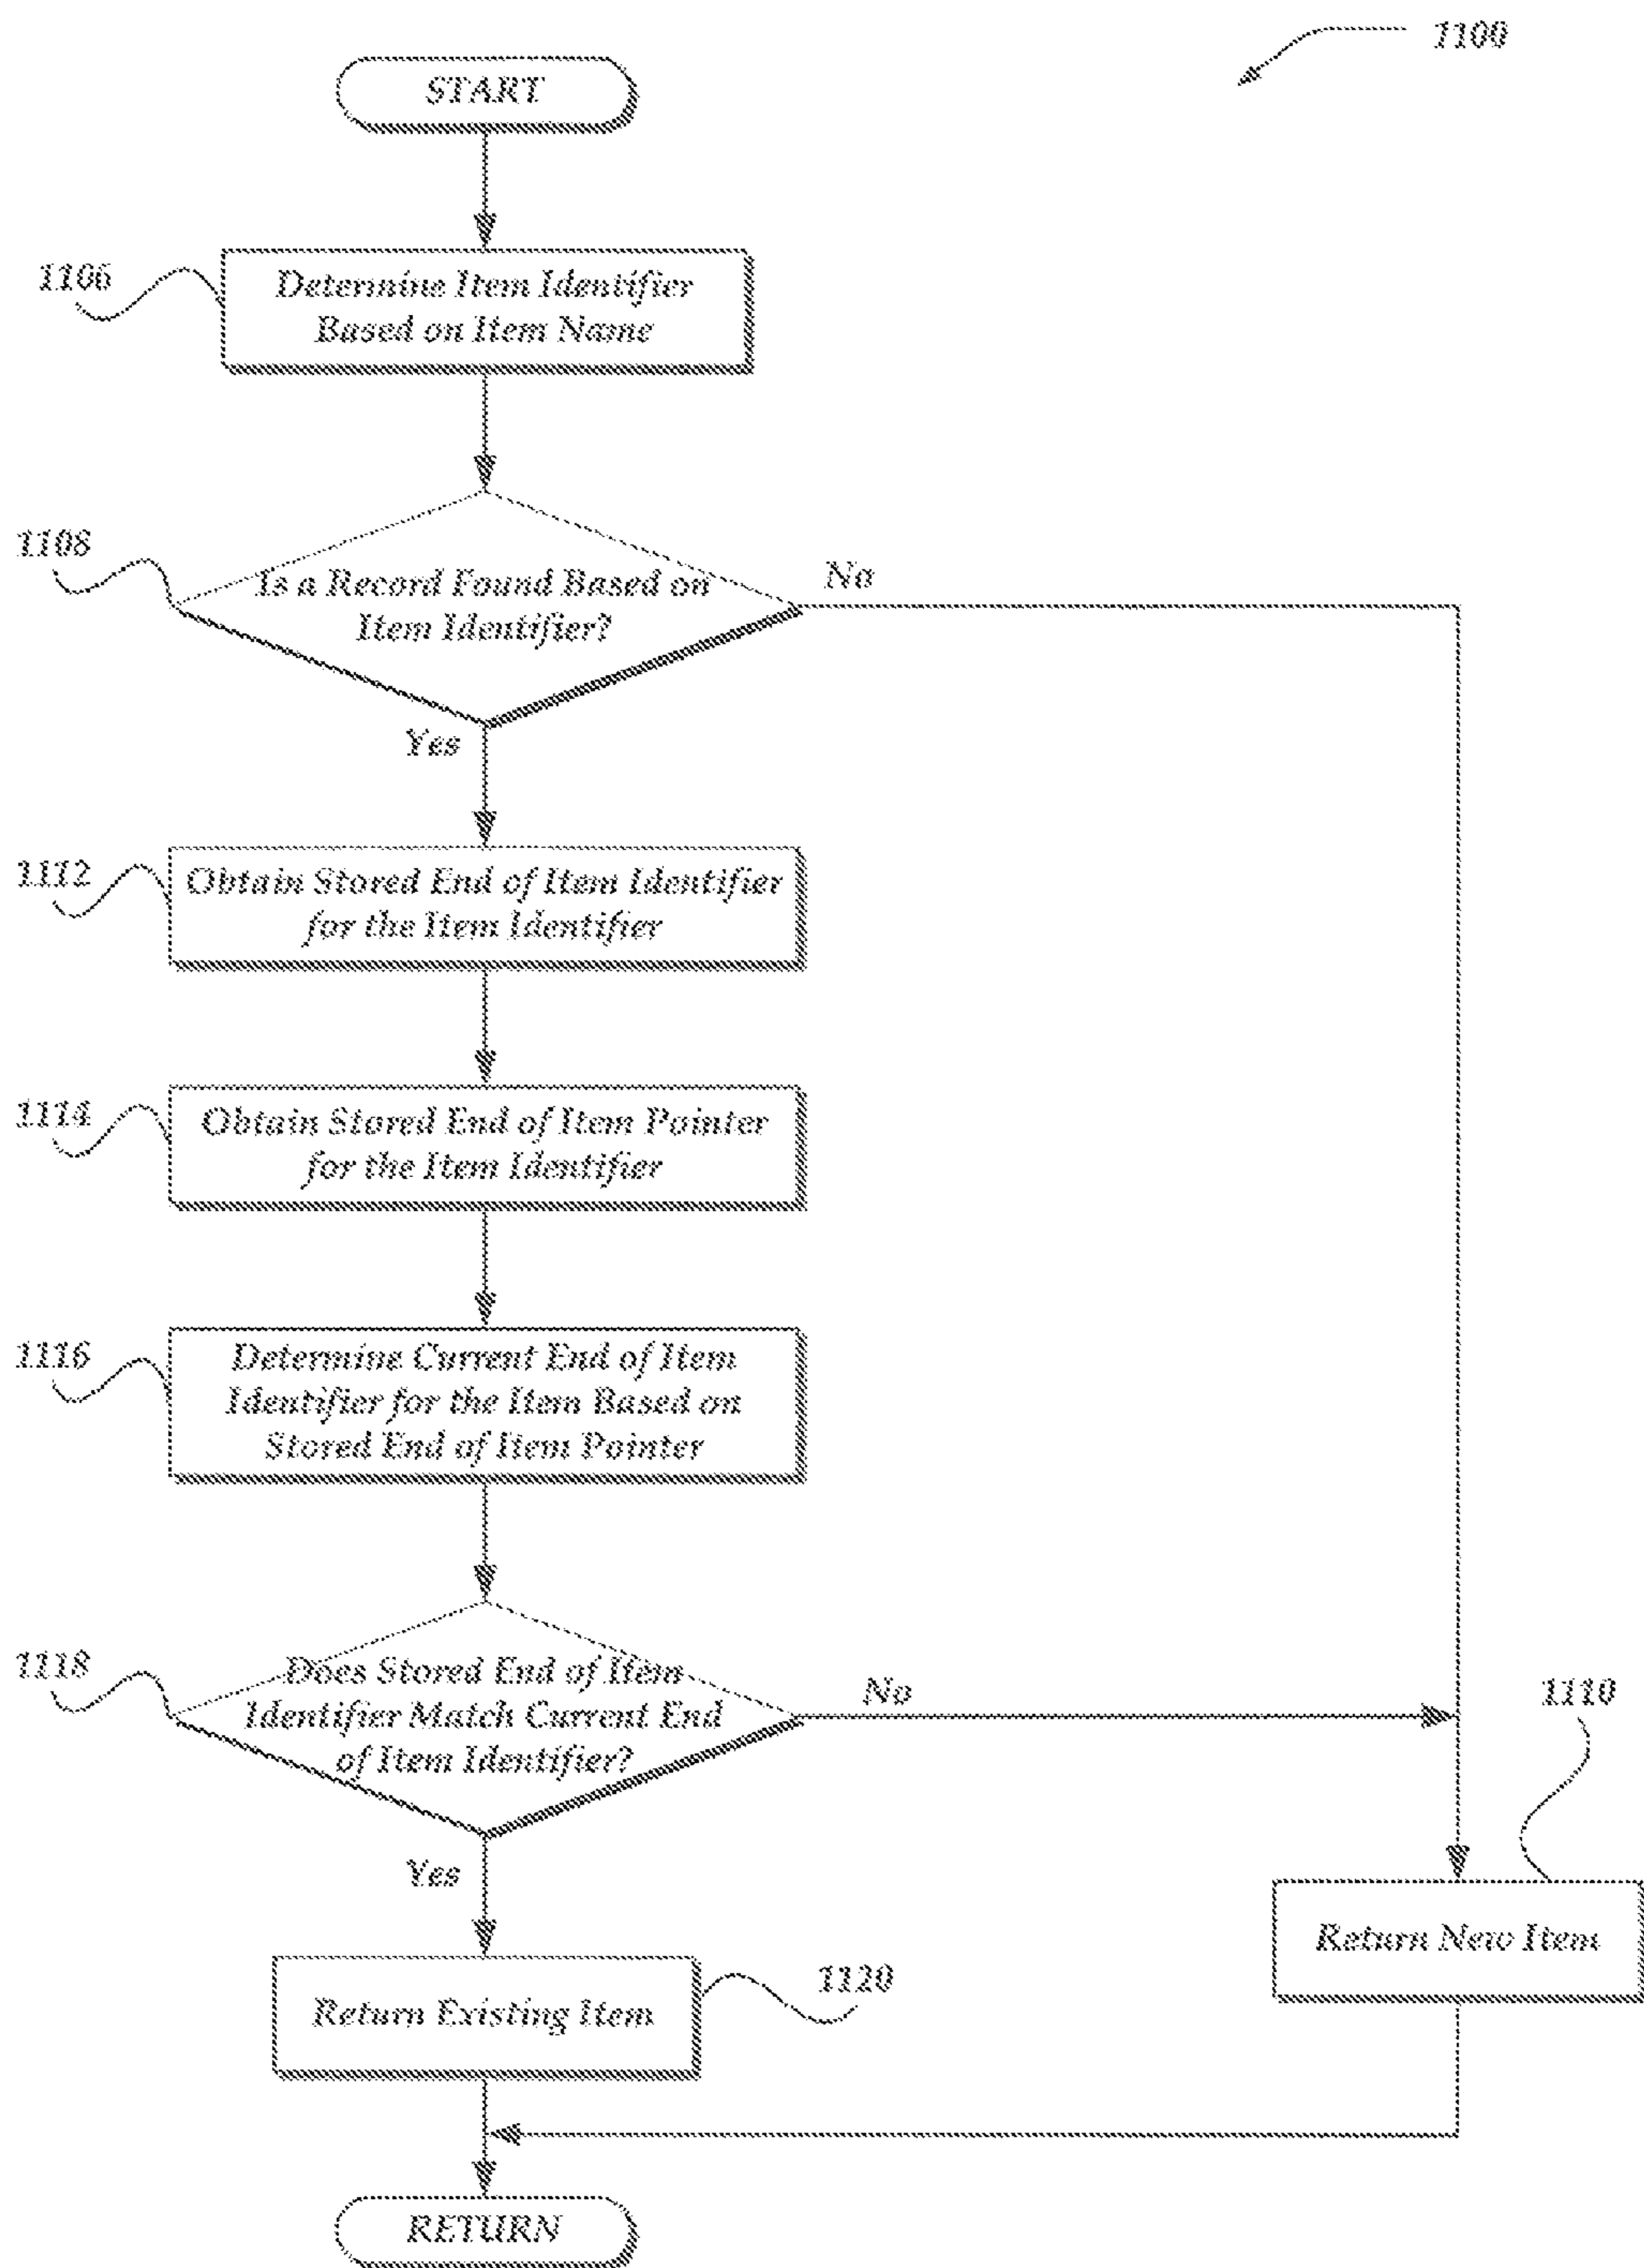 1100
START
1106
Determine Item Identifier
Based on Item Name
1108
Is a Record Found Based on
Item Identifier?
No
Yes
1112
Obtain Stored End of Item Identifier
for the Item Identifier
1114
Obtain Stored End of Item Pointer
for the Item Identifier
1116
Determine Current End of Item
Identifier for the Item Based on
Stored End of Item Pointer
1118
Does Stored End of Item
Identifier Match Current End
of Item Identifier?
No
1110
Yes
Return New Item
1120
Return Existing Item
RETURN